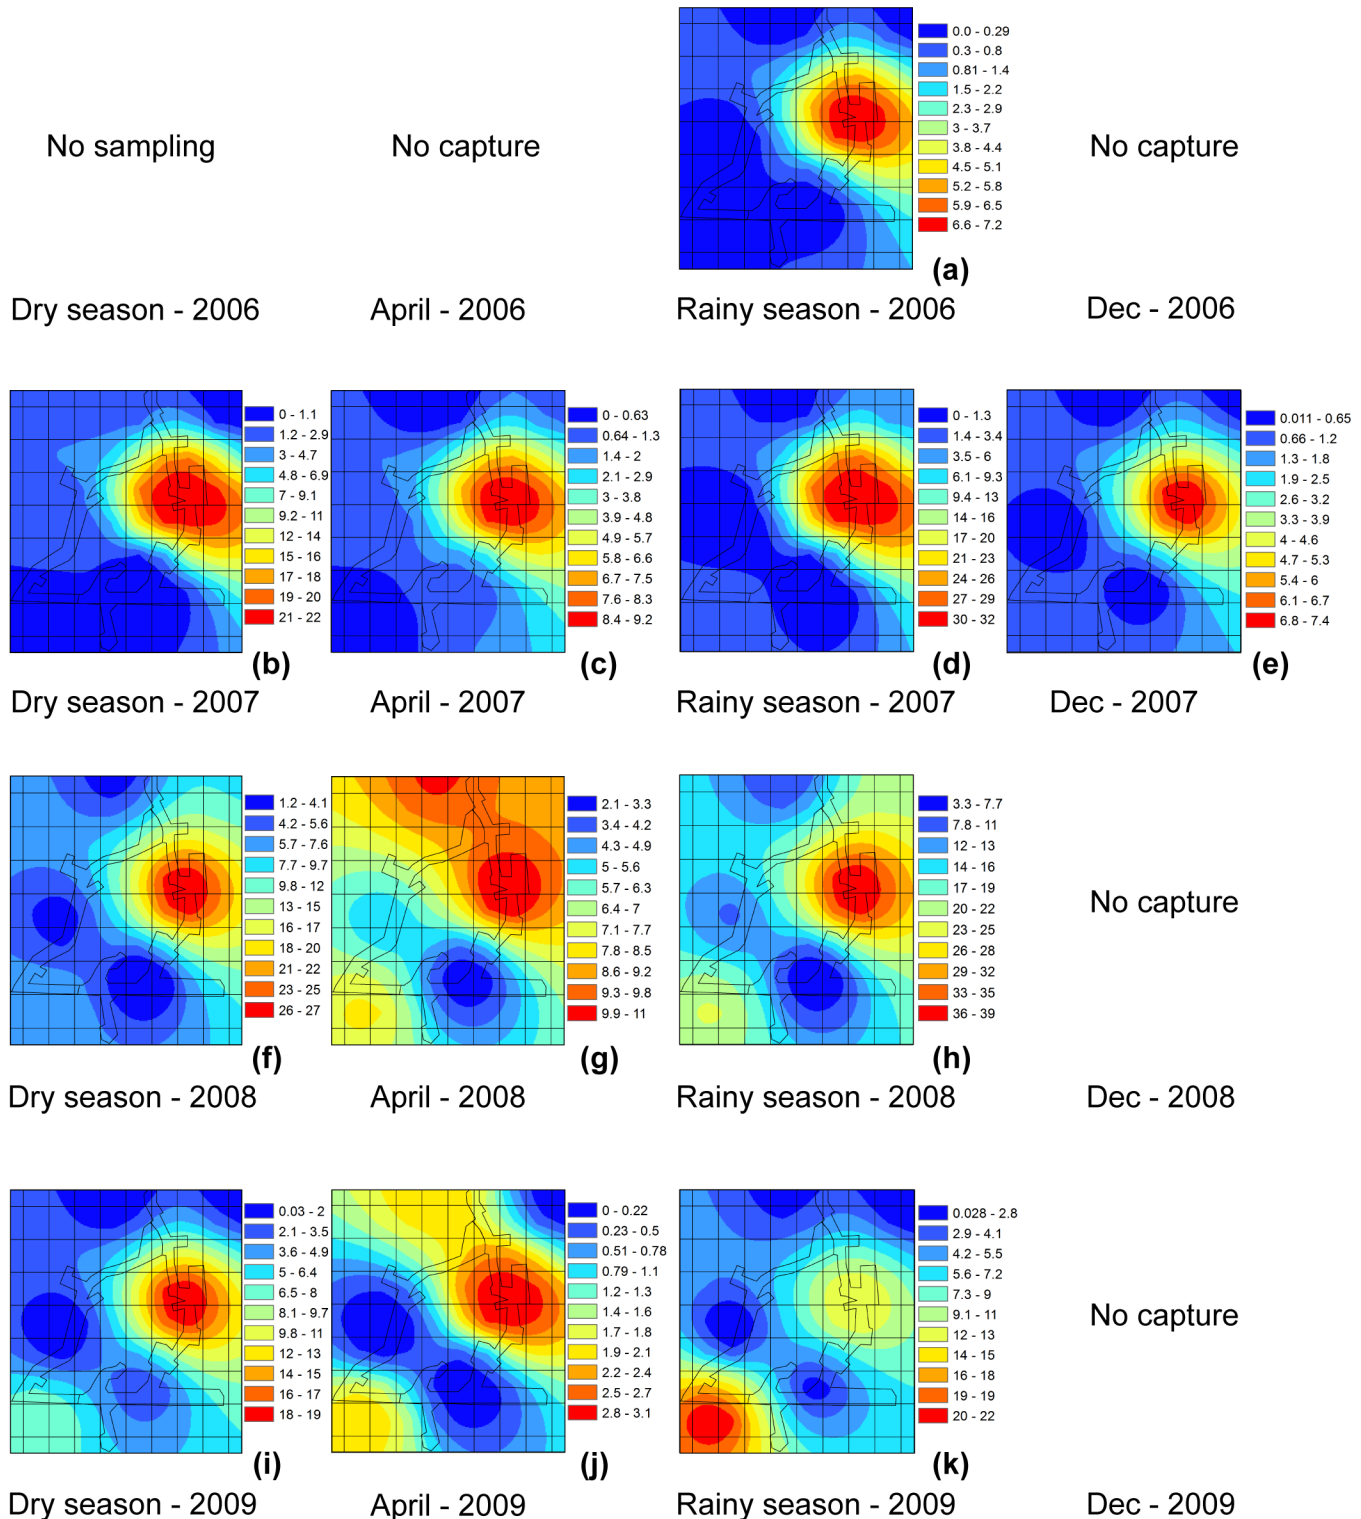 No sampling
No capture
0.0 - 0.29
0.3 - 0.8
0.81 - 1.4
1.5 - 2.2
2.3 - 2.9
3 - 3.7
3.8 - 4.4
4.5 - 5.1
5.2 - 5.8
5.9 - 6.5
6.6 - 7.2
(a)
No capture
Dry season - 2006
April - 2006
Rainy season - 2006
Dec - 2006
0 - 1.1
1.2 - 2.9
3 - 4.7
4.8 - 6.9
7 - 9.1
9.2 - 11
12 - 14
15 - 16
17 - 18
19 - 20
21 - 22
(b)
0 - 0.63
0.64 - 1.3
1.4 - 2
2.1 - 2.9
3 - 3.8
3.9 - 4.8
4.9 - 5.7
5.8 - 6.6
6.7 - 7.5
7.6 - 8.3
8.4 - 9.2
(c)
0 - 1.3
1.4 - 3.4
3.5 - 6
6.1 - 9.3
9.4 - 13
14 - 16
17 - 20
21 - 23
24 - 26
27 - 29
30 - 32
(d)
0.011 - 0.65
0.66 - 1.2
1.3 - 1.8
1.9 - 2.5
2.6 - 3.2
3.3 - 3.9
4 - 4.6
4.7 - 5.3
5.4 - 6
6.1 - 6.7
6.8 - 7.4
(e)
Dry season - 2007
April - 2007
Rainy season - 2007
Dec - 2007
1.2 - 4.1
4.2 - 5.6
5.7 - 7.6
7.7 - 9.7
9.8 - 12
13 - 15
16 - 17
18 - 20
21 - 22
23 - 25
26 - 27
(f)
2.1 - 3.3
3.4 - 4.2
4.3 - 4.9
5 - 5.6
5.7 - 6.3
6.4 - 7
7.1 - 7.7
7.8 - 8.5
8.6 - 9.2
9.3 - 9.8
9.9 - 11
(g)
3.3 - 7.7
7.8 - 11
12 - 13
14 - 16
17 - 19
20 - 22
23 - 25
26 - 28
29 - 32
33 - 35
36 - 39
(h)
No capture
Dry season - 2008
April - 2008
Rainy season - 2008
Dec - 2008
0.03 - 2
2.1 - 3.5
3.6 - 4.9
5 - 6.4
6.5 - 8
8.1 - 9.7
9.8 - 11
12 - 13
14 - 15
16 - 17
18 - 19
(i)
0 - 0.22
0.23 - 0.5
0.51 - 0.78
0.79 - 1.1
1.2 - 1.3
1.4 - 1.6
1.7 - 1.8
1.9 - 2.1
2.2 - 2.4
2.5 - 2.7
2.8 - 3.1
(j)
0.028 - 2.8
2.9 - 4.1
4.2 - 5.5
5.6 - 7.2
7.3 - 9
9.1 - 11
12 - 13
14 - 15
16 - 18
19 - 19
20 - 22
(k)
No capture
Dry season - 2009
April - 2009
Rainy season - 2009
Dec - 2009